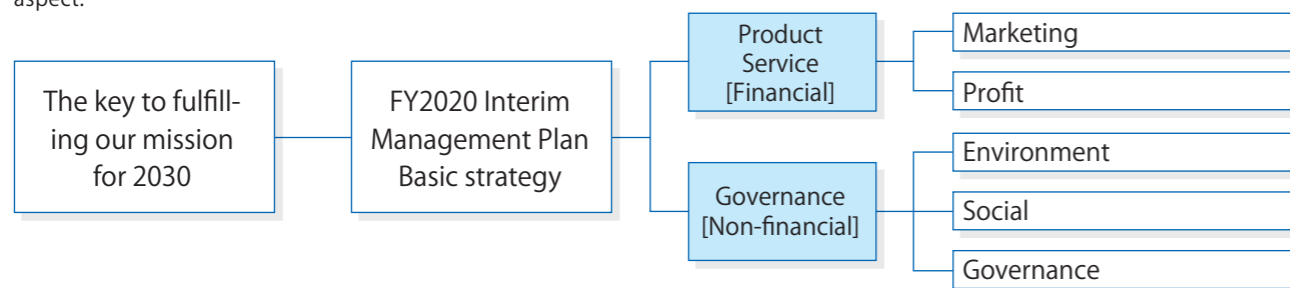 aspect.
The key to fulfill-
ing our mission
for 2030
FY2020 Interim
Management Plan
Basic strategy
Product
Service
[Financial]
Marketing
Profit
Governance
[Non-financial]
Environment
Social
Governance